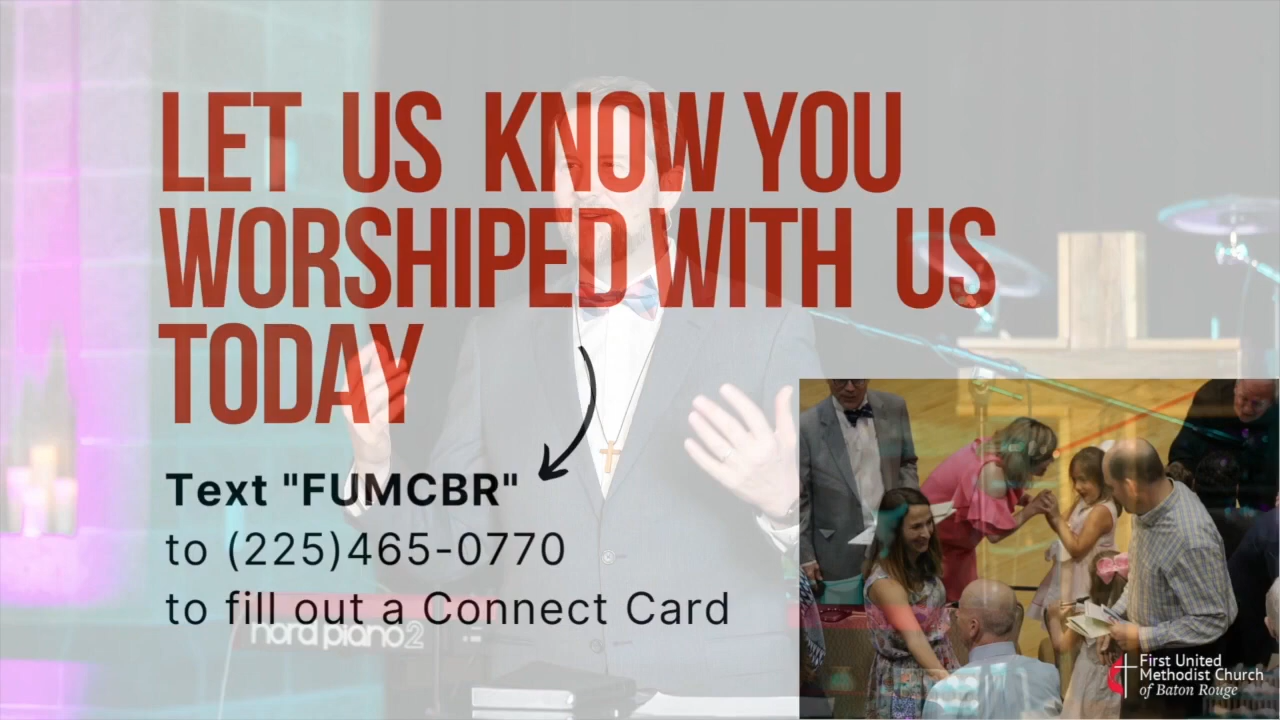 LET US KNOW YOU
WORSHIPED WITH US
TODAY
Text "FUMCBR"
to (225)465-0770
to fill out a Connect Card
nord piano 2
First United
Methodist Church
of Baton Rouge